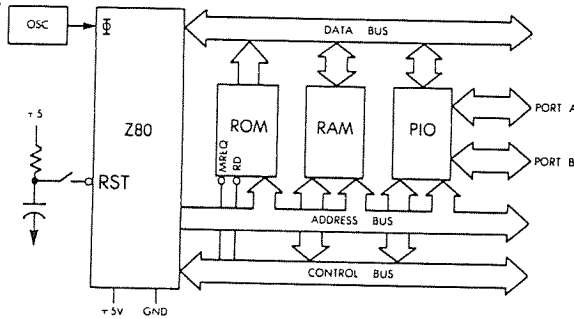 OSC
Φ
DATA BUS
+5
Z80
ROM
RAM
PIO
PORT A
PORT B
MREQ
RD
RST
ADDRESS BUS
CONTROL BUS
+5V
GND